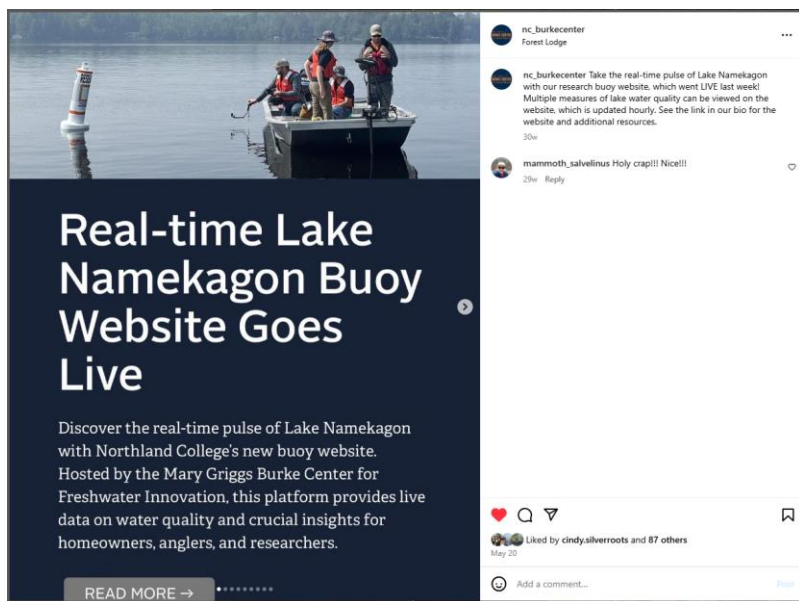 Real-time Lake
Namekagon Buoy
Website Goes
Live
Discover the real-time pulse of Lake Namekagon
with Northland College's new buoy website.
Hosted by the Mary Griggs Burke Center for
Freshwater Innovation, this platform provides live
data on water quality and crucial insights for
homeowners, anglers, and researchers.
READ MORE →
nc_burkecenter
Forest Lodge
nc_burkecenter Take the real-time pulse of Lake Namekagon
with our research buoy website, which went LIVE last week!
Multiple measures of lake water quality can be viewed on the
website, which is updated hourly. See the link in our bio for the
website and additional resources.
30w
mammoth_salvelinus Holy crap!!! Nice!!!
29w Reply
Liked by cindy.silverroots and 87 others
May 20
Add a comment...
Post